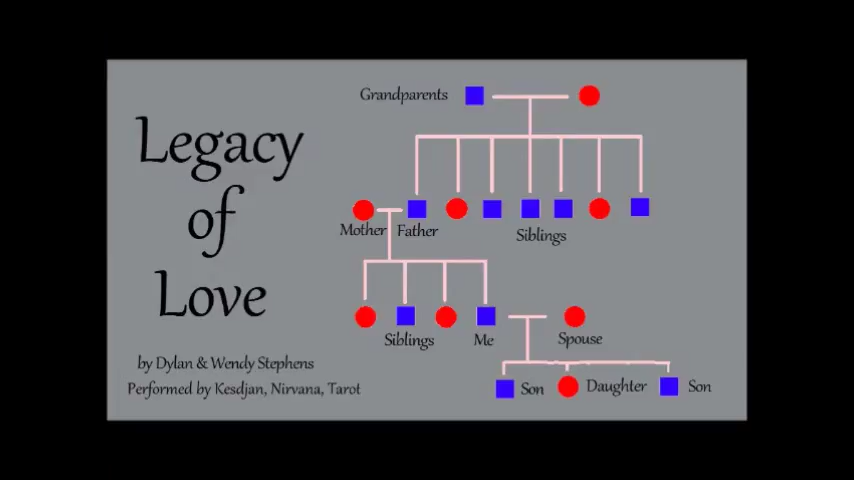 Legacy
of
Love
by Dylan & Wendy Stephens
Performed by Kesdjan, Nirvana, Tarot
Grandparents
Mother Father
Siblings
Siblings
Me
Spouse
Son
Daughter
Son